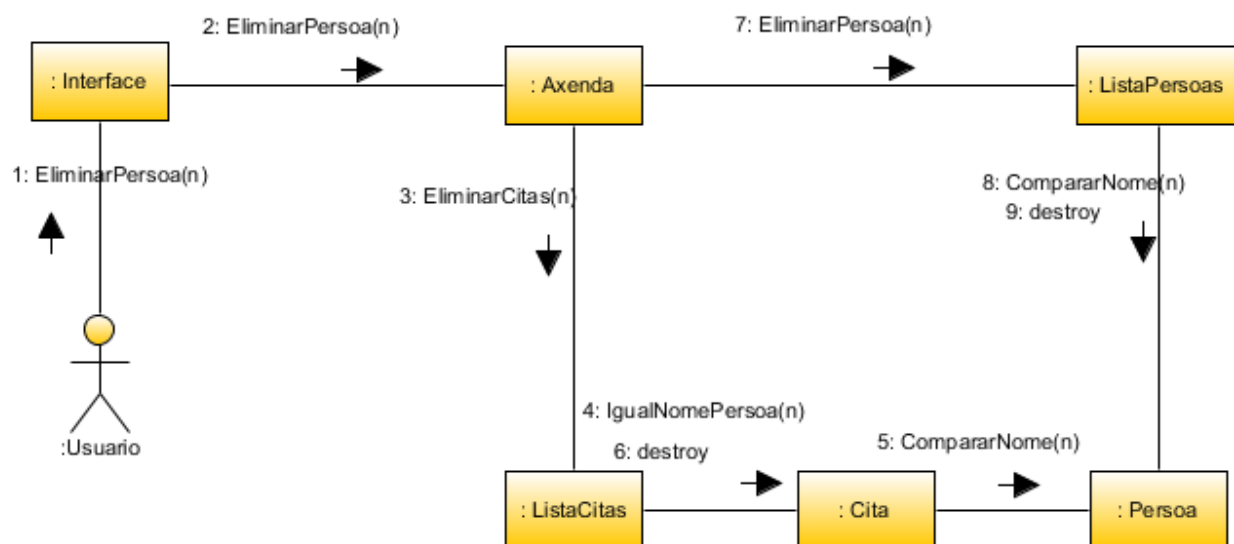 2: EliminarPersoa(n)
7: EliminarPersoa(n)
: Interface
: Axenda
: ListaPersoas
1: EliminarPersoa(n)
3: EliminarCitas(n)
8: CompararNome(n)
9: destroy
:Usuario
4: IgualNomePersoa(n)
6: destroy
5: CompararNome(n)
: ListaCitas
: Cita
: Persoa